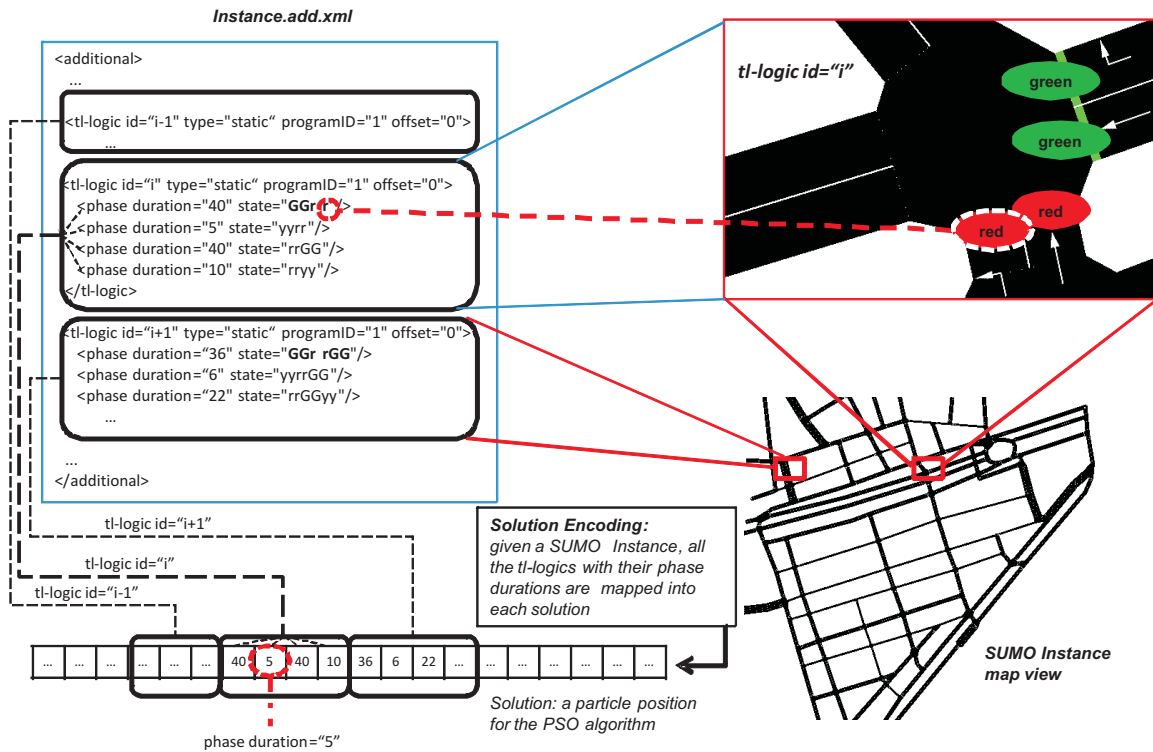 Instance.add.xml
<additional>
...
<tl-logic id="i-1" type="static" programID="1" offset="0">
...
<tl-logic id="i" type="static" programID="1" offset="0">
<phase duration="40" state="GGrr"/>
<phase duration="5" state="yyrr"/>
<phase duration="40" state="rrGG"/>
<phase duration="10" state="rryy"/>
</tl-logic>
<tl-logic id="i+1" type="static" programID="1" offset="0">
<phase duration="36" state="GGr rGG"/>
<phase duration="6" state="yyrrGG"/>
<phase duration="22" state="rrGGyy"/>
...
...
</additional>
tl-logic id="i"
green
green
red
red
tl-logic id="i+1"
tl-logic id="i"
tl-logic id="i-1"
Solution Encoding:
given a SUMO Instance, all
the tl-logics with their phase
durations are mapped into
each solution
... ... ... ... ... ... 40 5 40 10 36 6 22 ... ... ... ... ... ... ...
Solution: a particle position
for the PSO algorithm
phase duration="5"
SUMO Instance
map view